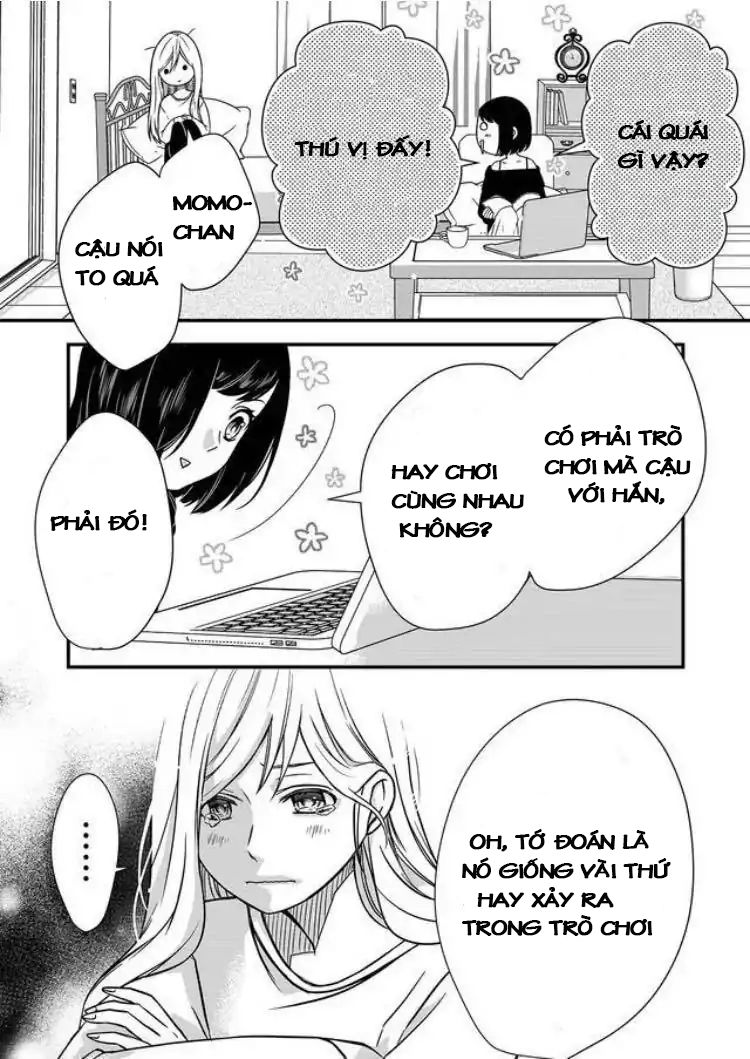 CÁI QUÁI
GÌ VẬY?
THÚ VỊ ĐẤY!
MOMO-
CHAN
CẬU NÓI
TO QUÁ
CÓ PHẢI TRÒ
CHƠI MÀ CẬU
VỚI HẮN,
HAY CHƠI
CÙNG NHAU
KHÔNG?
PHẢI ĐÓ!
OH, TỚ ĐOÁN LÀ
NÓ GIỐNG VÀI THỨ
HAY XẢY RA
TRONG TRÒ CHƠI
......